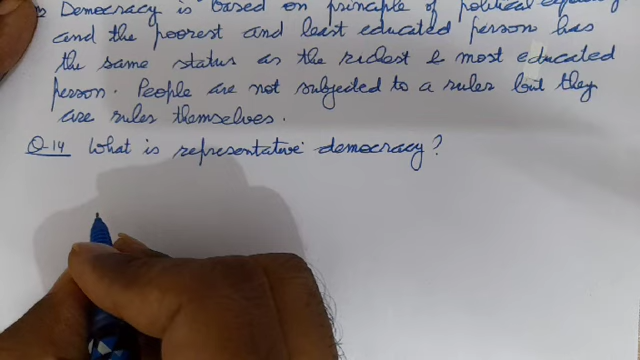 Democracy is based on principle of political equality
and the poorest and least educated person has
the same status as the richest & most educated
person. People are not subjected to a ruler but they
are rules themselves.
Q-14 What is representative democracy?